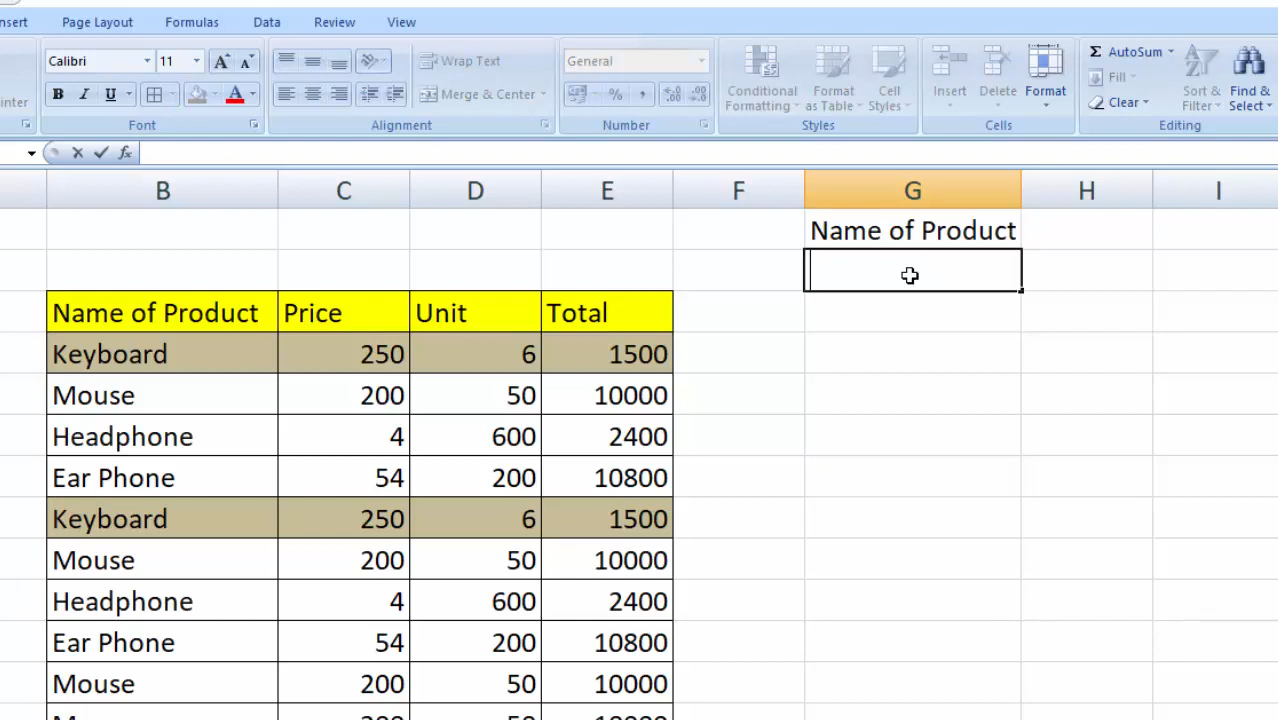 nsert Page Layout Formulas Data Review View
Calibri 11 A A Wrap Text General Σ AutoSum
Fill
inter B I U A Merge & Center % , Conditional Formatting Format as Table Cell Styles Insert Delete Format Clear Sort & Filter Find & Select
Font Alignment Number Styles Cells Editing
fx
B C D E F G H I
Name of Product
Name of Product Price Unit Total
Keyboard 250 6 1500
Mouse 200 50 10000
Headphone 4 600 2400
Ear Phone 54 200 10800
Keyboard 250 6 1500
Mouse 200 50 10000
Headphone 4 600 2400
Ear Phone 54 200 10800
Mouse 200 50 10000